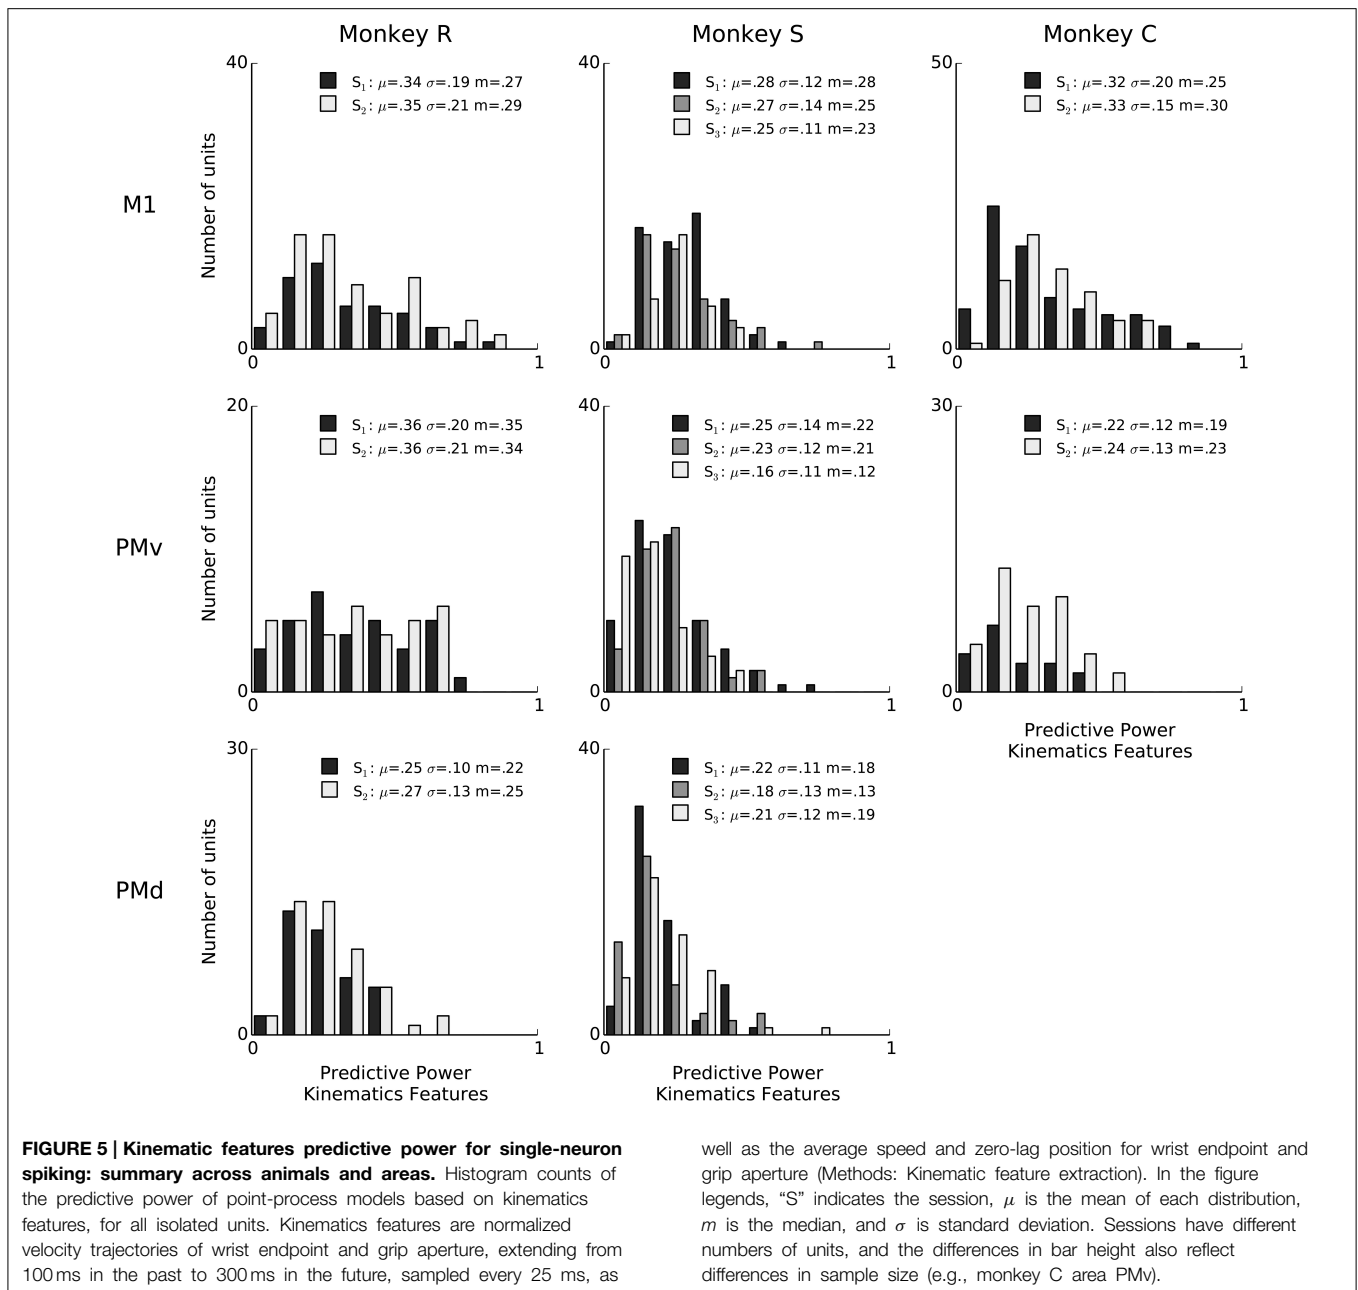 Monkey R
Monkey S
Monkey C
M1
Number of units
40
S1: μ=.34 σ=.19 m=.27
S2: μ=.35 σ=.21 m=.29
0
0
1
40
S1: μ=.28 σ=.12 m=.28
S2: μ=.27 σ=.14 m=.25
S3: μ=.25 σ=.11 m=.23
0
0
1
50
S1: μ=.32 σ=.20 m=.25
S2: μ=.33 σ=.15 m=.30
0
0
1
PMv
Number of units
20
S1: μ=.36 σ=.20 m=.35
S2: μ=.36 σ=.21 m=.34
0
0
1
40
S1: μ=.25 σ=.14 m=.22
S2: μ=.23 σ=.12 m=.21
S3: μ=.16 σ=.11 m=.12
0
0
1
30
S1: μ=.22 σ=.12 m=.19
S2: μ=.24 σ=.13 m=.23
0
0
1
Predictive Power
Kinematics Features
PMd
Number of units
30
S1: μ=.25 σ=.10 m=.22
S2: μ=.27 σ=.13 m=.25
0
0
1
Predictive Power
Kinematics Features
40
S1: μ=.22 σ=.11 m=.18
S2: μ=.18 σ=.13 m=.13
S3: μ=.21 σ=.12 m=.19
0
0
1
Predictive Power
Kinematics Features
FIGURE 5 | Kinematic features predictive power for single-neuron
spiking: summary across animals and areas. Histogram counts of
the predictive power of point-process models based on kinematics
features, for all isolated units. Kinematics features are normalized
velocity trajectories of wrist endpoint and grip aperture, extending from
100 ms in the past to 300 ms in the future, sampled every 25 ms, as
well as the average speed and zero-lag position for wrist endpoint and
grip aperture (Methods: Kinematic feature extraction). In the figure
legends, “S” indicates the session, μ is the mean of each distribution,
m is the median, and σ is standard deviation. Sessions have different
numbers of units, and the differences in bar height also reflect
differences in sample size (e.g., monkey C area PMv).